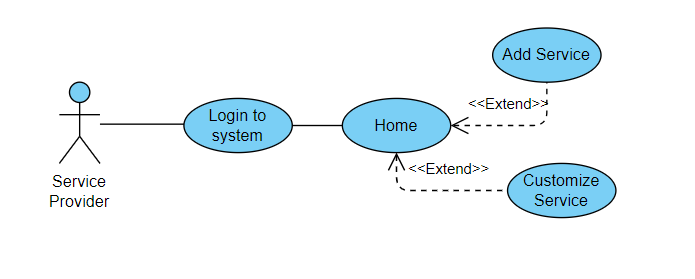 Add Service
<<Extend>>
Login to
system
Home
<<Extend>>
Service
Provider
Customize
Service